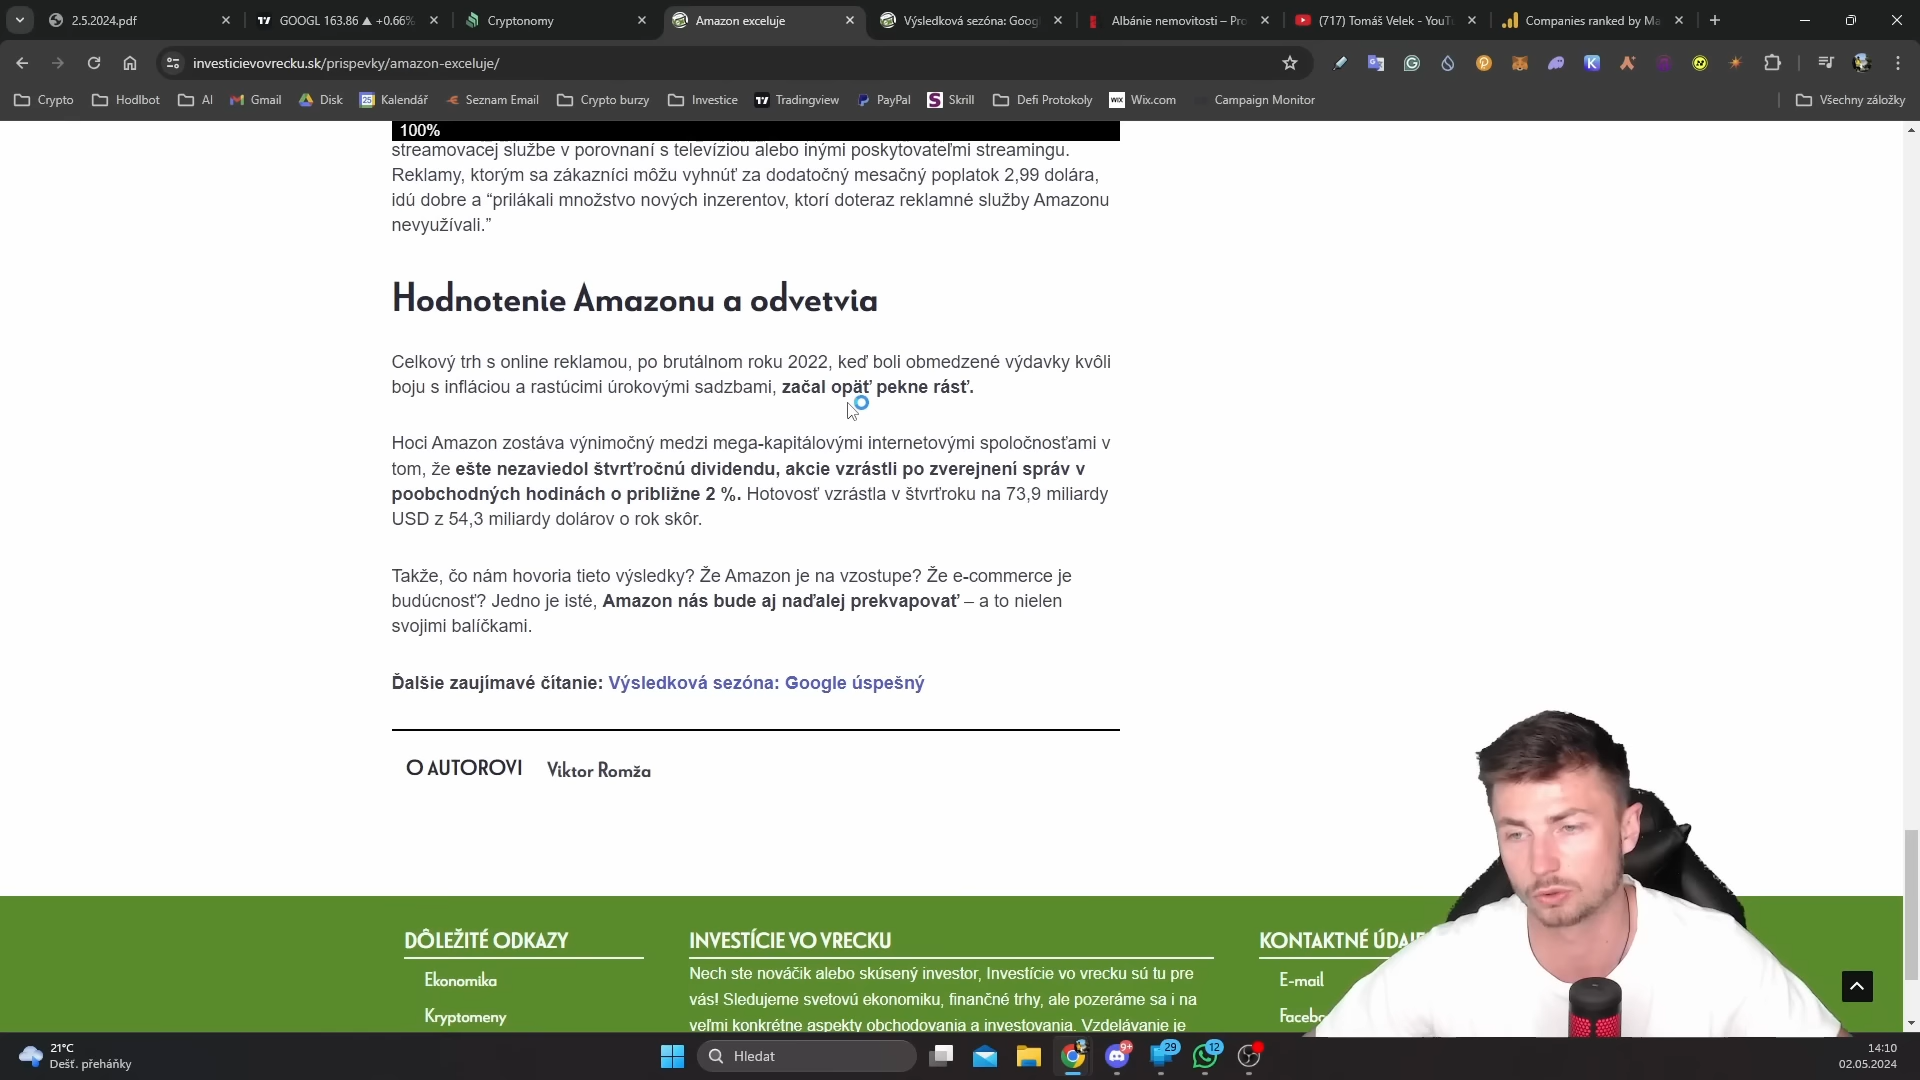 2.5.2024.pdf
GOOGL 163.86 ▲ +0.66%
Cryptonomy
Amazon exceluje
Výsledková sezóna: Goog
Albánie nemovitosti – Pro
(717) Tomáš Velek - YouTu
Companies ranked by Ma
investicievovrecku.sk/prispevky/amazon-exceluje/
Crypto
Hodlbot
AI
Gmail
Disk
Kalendář
Seznam Email
Crypto burzy
Investice
Tradingview
PayPal
Skrill
Defi Protokoly
Wix.com
Campaign Monitor
Všechny záložky
100%
streamovacej službe v porovnaní s televíziou alebo inými poskytovateľmi streamingu.
Reklamy, ktorým sa zákazníci môžu vyhnúť za dodatočný mesačný poplatok 2,99 dolára,
idú dobre a “prilákali množstvo nových inzerentov, ktorí doteraz reklamné služby Amazonu
nevyužívali.”
Hodnotenie Amazonu a odvetvia
Celkový trh s online reklamou, po brutálnom roku 2022, keď boli obmedzené výdavky kvôli
boju s infláciou a rastúcimi úrokovými sadzbami, začal opäť pekne rásť.
Hoci Amazon zostáva výnimočný medzi mega-kapitálovými internetovými spoločnosťami v
tom, že ešte nezaviedol štvrťročnú dividendu, akcie vzrástli po zverejnení správ v
poobchodných hodinách o približne 2 %. Hotovosť vzrástla v štvrťroku na 73,9 miliardy
USD z 54,3 miliardy dolárov o rok skôr.
Takže, čo nám hovoria tieto výsledky? Že Amazon je na vzostupe? Že e-commerce je
budúcnosť? Jedno je isté, Amazon nás bude aj naďalej prekvapovať – a to nielen
svojimi balíčkami.
Ďalšie zaujímavé čítanie: Výsledková sezóna: Google úspešný
O AUTOROVI
Viktor Romža
DÔLEŽITÉ ODKAZY
Ekonomika
Kryptomeny
INVESTÍCIE VO VRECKU
Nech ste nováčik alebo skúsený investor, Investície vo vrecku sú tu pre
vás! Sledujeme svetovú ekonomiku, finančné trhy, ale pozeráme sa i na
veľmi konkrétne aspekty obchodovania a investovania. Vzdelávanie je
KONTAKTNÉ ÚDAJE
E-mail
Facebo
21°C
Dešť. přeháňky
Hledat
9+
29
12
14:10
02.05.2024